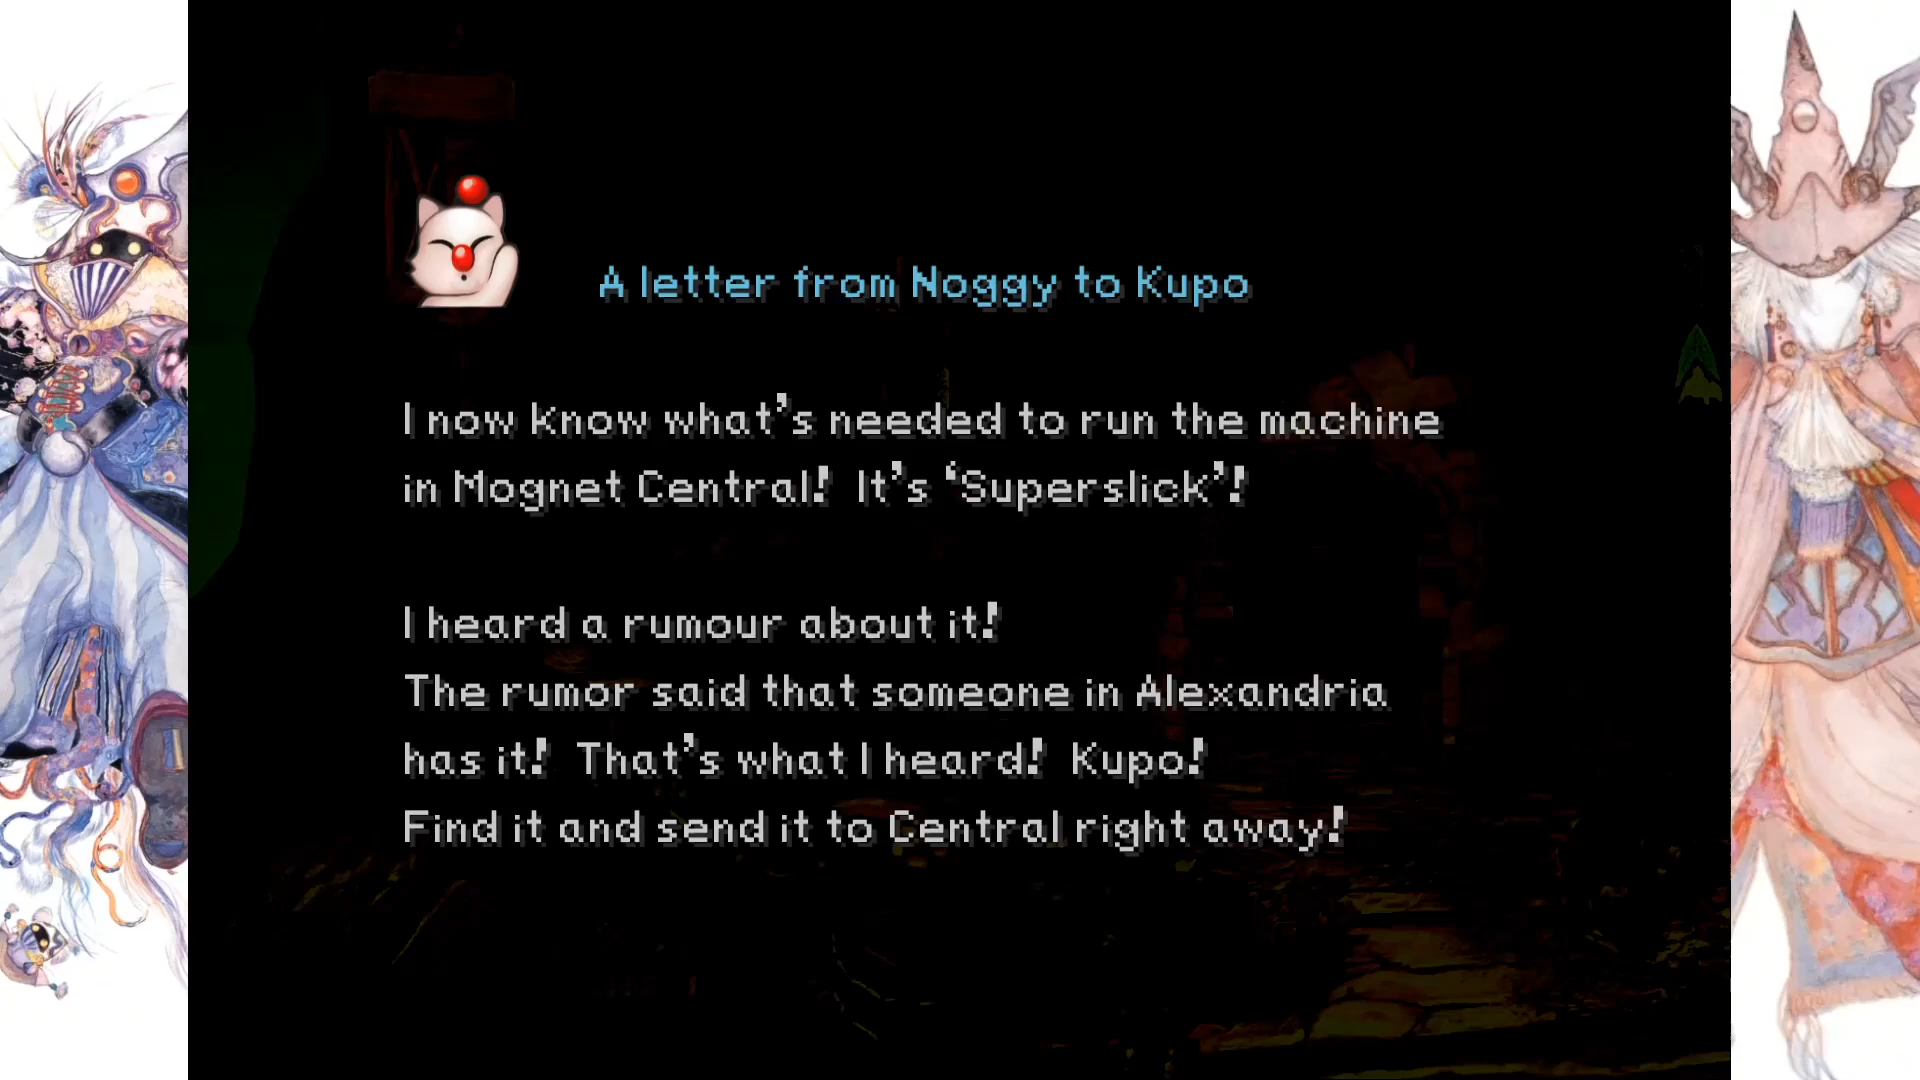 A letter from Noggy to Kupo
I now know what's needed to run the machine
in Mognet Central! It's ‘Superslick’!
I heard a rumour about it!
The rumor said that someone in Alexandria
has it! That's what I heard! Kupo!
Find it and send it to Central right away!